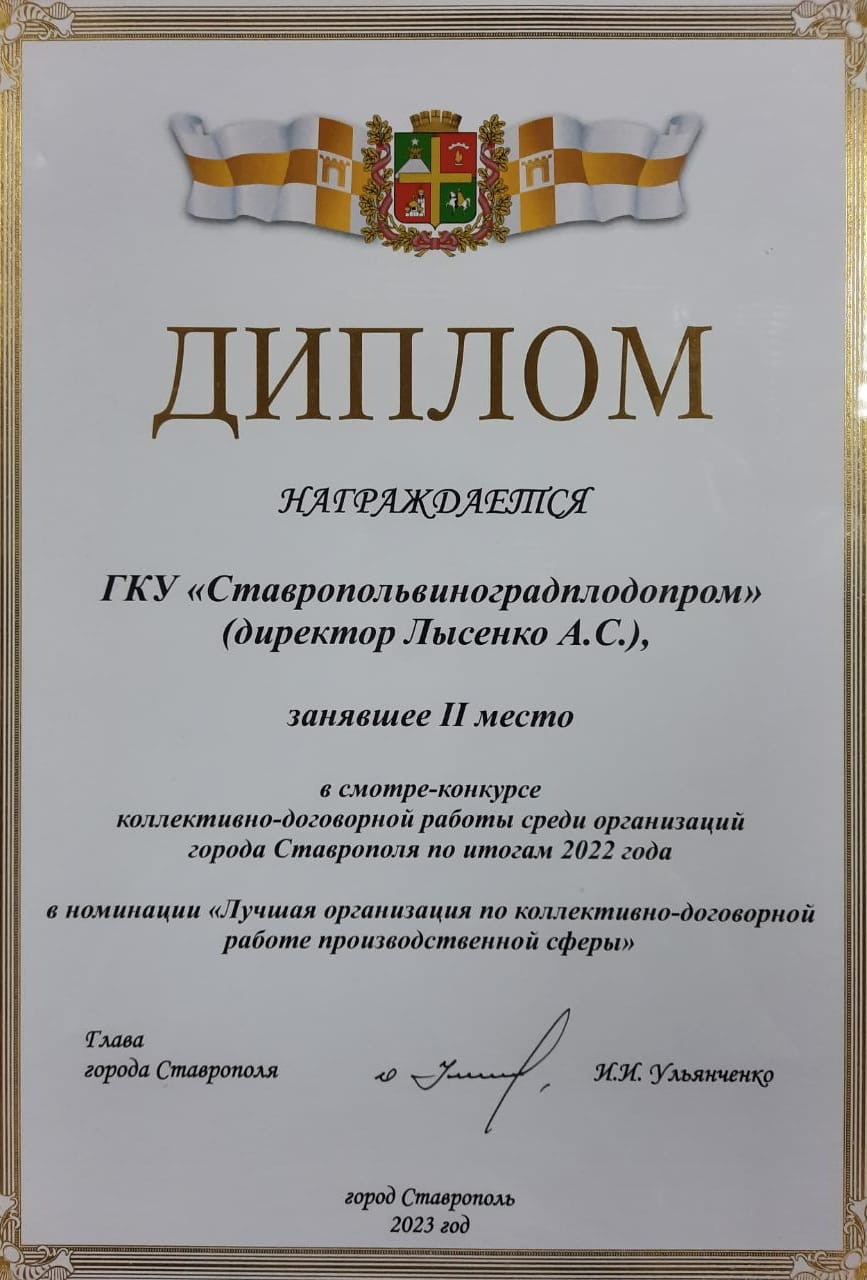 ДИПЛОМ
НАГРАЖДАЕТСЯ
ГКУ «Ставропольвиноградплодопром»
(директор Лысенко А.С.),
занявшее II место
в смотре-конкурсе
коллективно-договорной работы среди организаций
города Ставрополя по итогам 2022 года
в номинации «Лучшая организация по коллективно-договорной
работе производственной сферы»
Глава
города Ставрополя
И.И. Ульянченко
город Ставрополь
2023 год